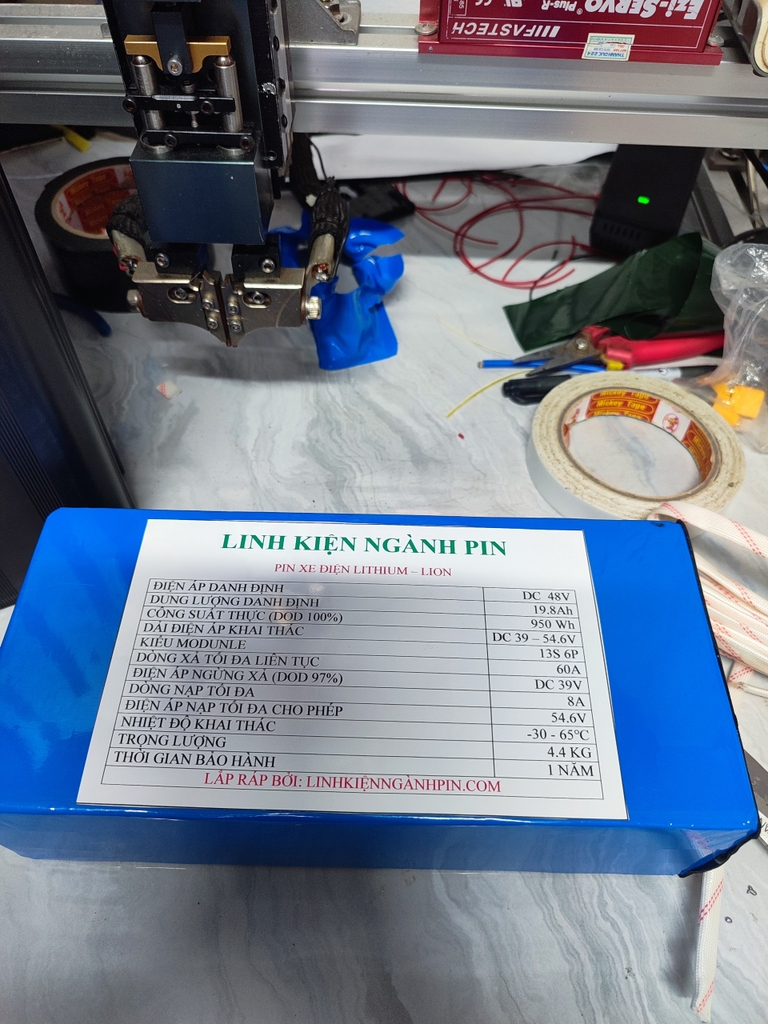 Ezi-SERVO® Plus-R
FASTECH
Mickey Tape
Mickey Tape
LINH KIỆN NGÀNH PIN
PIN XE ĐIỆN LITHIUM – LION
ĐIỆN ÁP DANH ĐỊNH DC 48V
DUNG LƯỢNG DANH ĐỊNH 19.8Ah
CÔNG SUẤT THỰC (DOD 100%) 950 Wh
DẢI ĐIỆN ÁP KHAI THÁC DC 39 – 54.6V
KIỂU MODUNLE 13S 6P
DÒNG XẢ TỐI ĐA LIÊN TỤC 60A
ĐIỆN ÁP NGỪNG XẢ (DOD 97%) DC 39V
DÒNG NẠP TỐI ĐA 8A
ĐIỆN ÁP NẠP TỐI ĐA CHO PHÉP 54.6V
NHIỆT ĐỘ KHAI THÁC -30 - 65ºC
TRỌNG LƯỢNG 4.4 KG
THỜI GIAN BẢO HÀNH 1 NĂM
LẮP RÁP BỞI: LINHKIỆNNGÀNHPIN.COM